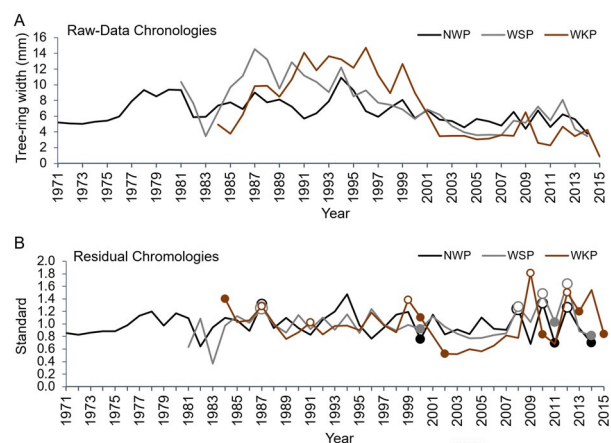 A
Raw-Data Chronologies
NWP WSP WKP
Tree-ring width (mm)
16
14
12
10
8
6
4
2
0
1971 1973 1975 1977 1979 1981 1983 1985 1987 1989 1991 1993 1995 1997 1999 2001 2003 2005 2007 2009 2011 2013 2015
Year
B
Residual Chromologies
NWP WSP WKP
Standard
2.0
1.8
1.6
1.4
1.2
1.0
0.8
0.6
0.4
0.2
0.0
1971 1973 1975 1977 1979 1981 1983 1985 1987 1989 1991 1993 1995 1997 1999 2001 2003 2005 2007 2009 2011 2013 2015
Year